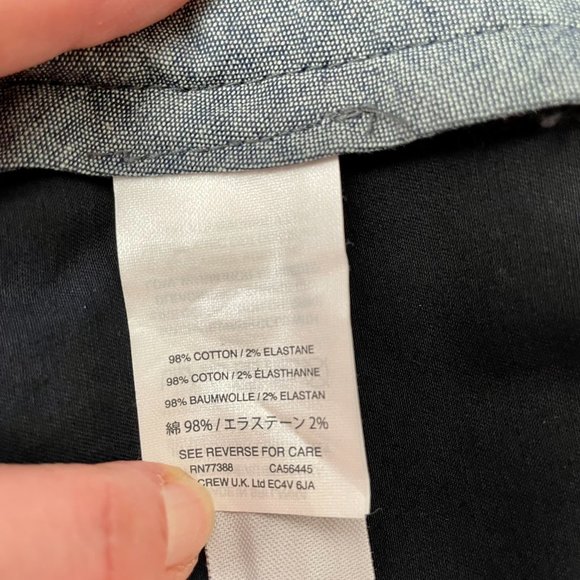 98% COTTON / 2% ELASTANE
98% COTON / 2% ÉLASTHANNE
98% BAUMWOLLE / 2% ELASTAN
綿 98% / エラステーン 2%
SEE REVERSE FOR CARE
RN77388 CA56445
CREW U.K. Ltd EC4V 6JA